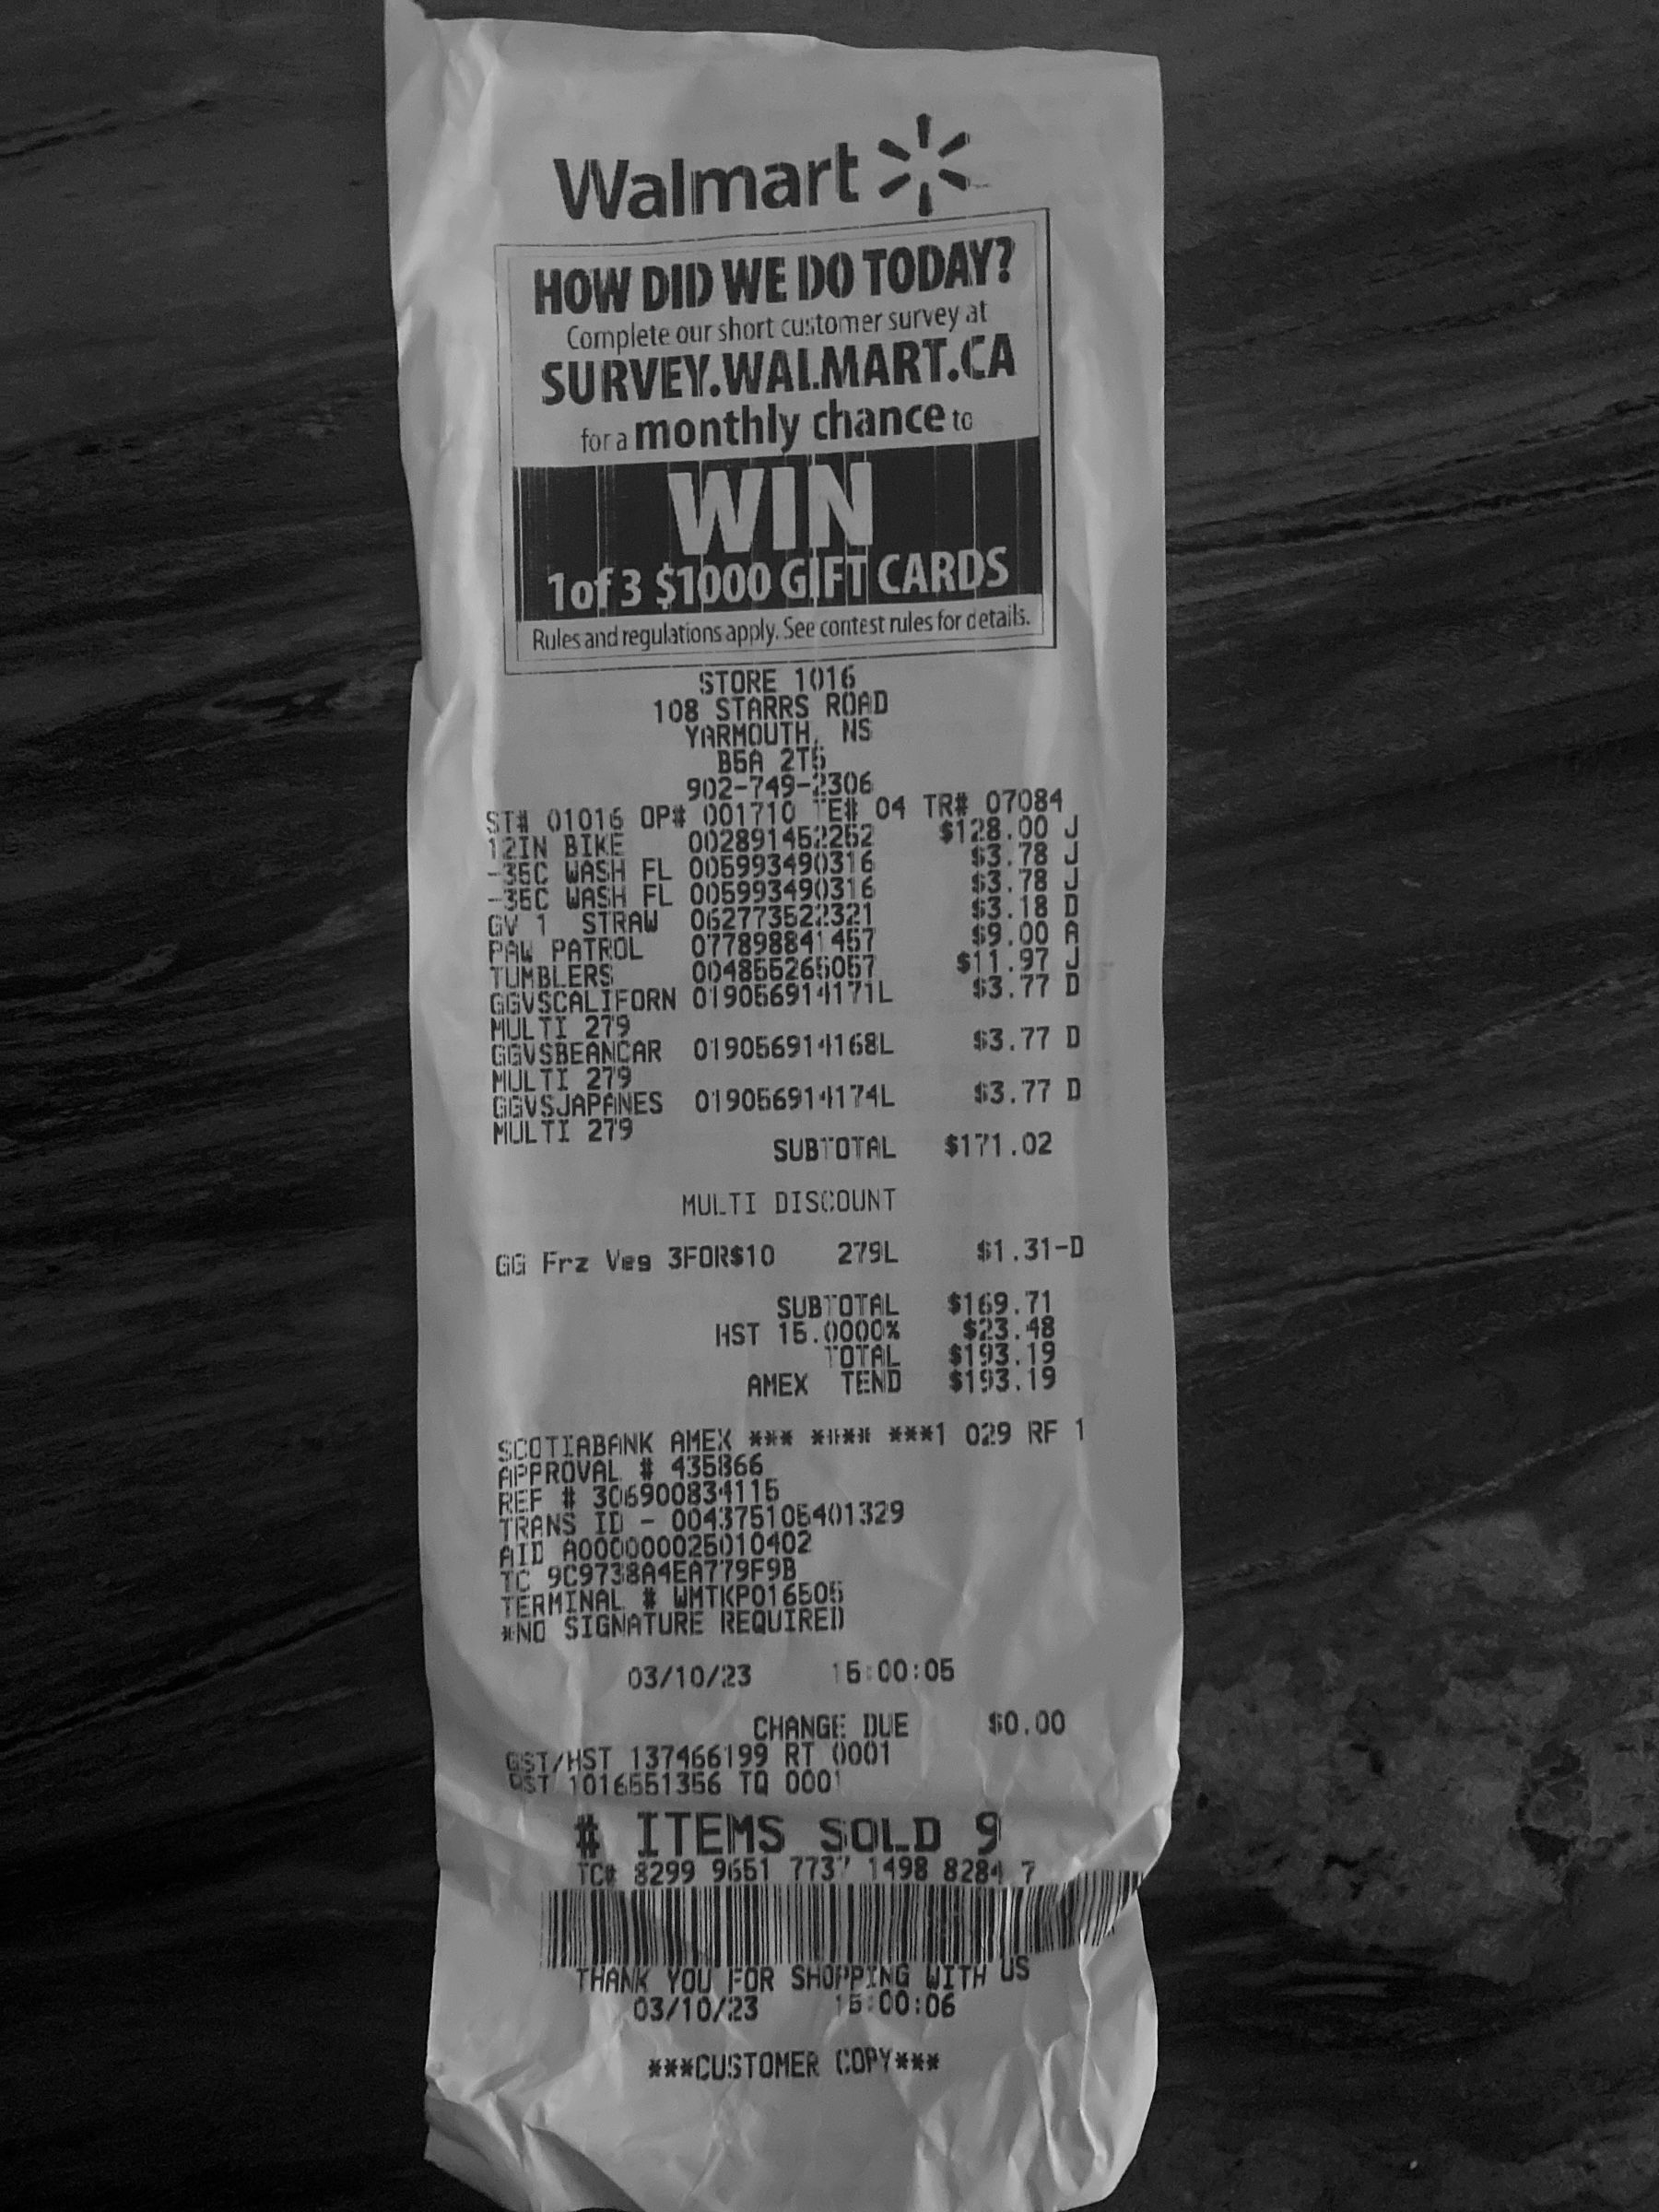 Walmart
HOW DID WE DO TODAY?
Complete our short customer survey at
SURVEY.WALMART.CA
for a monthly chance to
WIN
1 of 3 $1000 GIFT CARDS
Rules and regulations apply. See contest rules for details.
STORE 1016
108 STARRS ROAD
YARMOUTH, NS
B5A 2T5
902-749-2306
ST# 01016 OP# 001710 TE# 04 TR# 07084
12IN BIKE 002891452252 $128.00 J
-35C WASH FL 005993490316 $3.78 J
-35C WASH FL 005993490316 $3.78 J
GV 1 STRAW 062773522321 $3.18 D
PAW PATROL 077898841457 $9.00 A
TUMBLERS 004855265057 $11.97 J
GGVSCALIFORN 019056914171L $3.77 D
MULTI 279
GGVSBEANCAR 019056914168L $3.77 D
MULTI 279
GGVSJAPANES 019056914174L $3.77 D
MULTI 279
SUBTOTAL $171.02
MULTI DISCOUNT
GG Frz Veg 3FOR$10 279L $1.31-D
SUBTOTAL $169.71
HST 15.0000% $23.48
TOTAL $193.19
AMEX TEND $193.19
SCOTIABANK AMEX *** **** ***1 029 RF 1
APPROVAL # 435866
REF # 306900834115
TRANS ID - 004375105401329
AID A000000025010402
TC 9C9738A4EA779F9B
TERMINAL # WMTKP016505
*NO SIGNATURE REQUIRED
03/10/23 15:00:05
CHANGE DUE $0.00
GST/HST 137466199 RT 0001
QST 1016551356 TQ 0001
# ITEMS SOLD 9
TC# 8299 9651 7737 1498 8284 7
THANK YOU FOR SHOPPING WITH US
03/10/23 15:00:06
***CUSTOMER COPY***